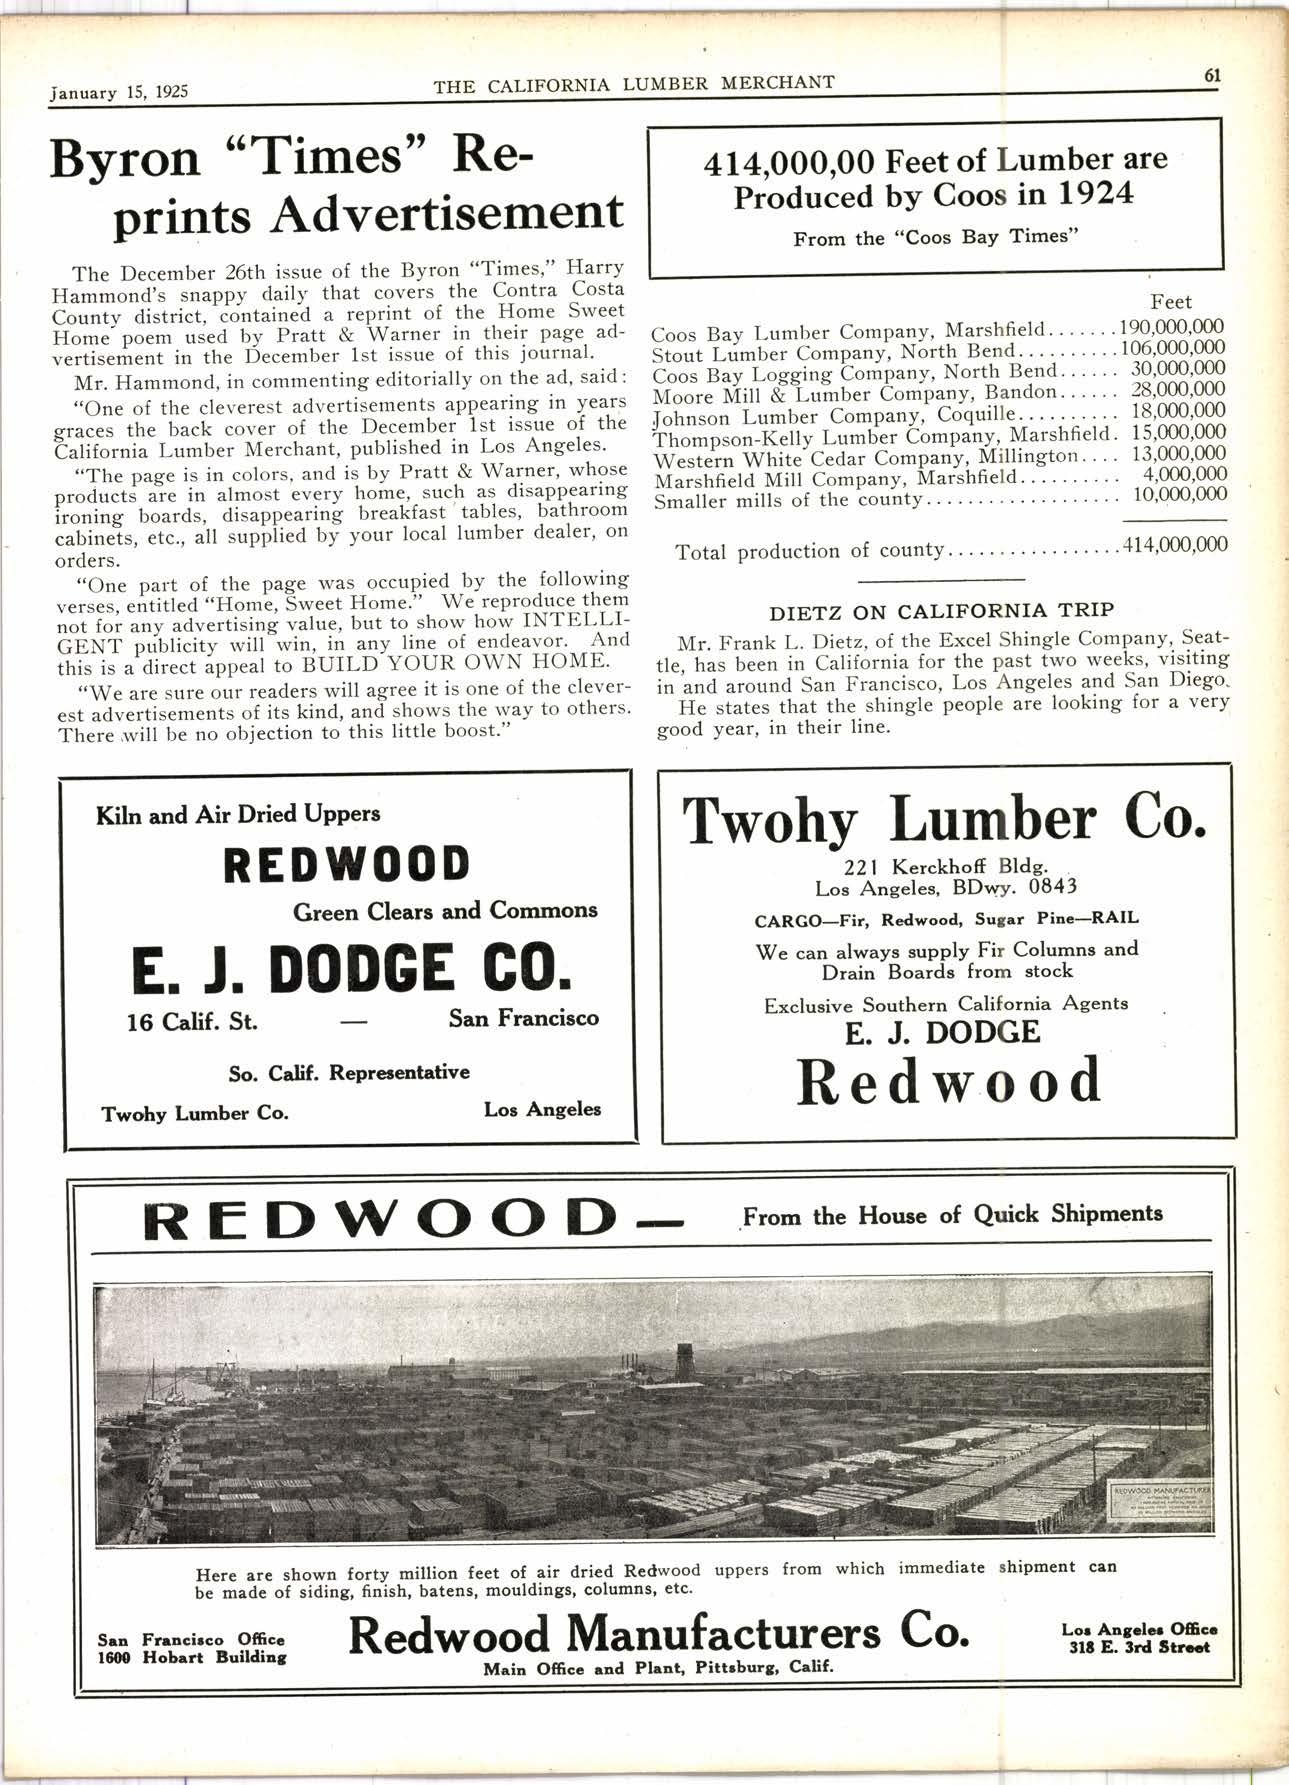 January 15, 1925
THE CALIFORNIA LUMBER MERCHANT
61
Byron “Times” Re-
prints Advertisement
The December 26th issue of the Byron “Times,” Harry
Hammond’s snappy daily that covers the Contra Costa
County district, contained a reprint of the Home Sweet
Home poem used by Pratt & Warner in their page ad-
vertisement in the December 1st issue of this journal.
Mr. Hammond, in commenting editorially on the ad, said:
“One of the cleverest advertisements appearing in years
graces the back cover of the December 1st issue of the
California Lumber Merchant, published in Los Angeles.
“The page is in colors, and is by Pratt & Warner, whose
products are in almost every home, such as disappearing
ironing boards, disappearing breakfast tables, bathroom
cabinets, etc., all supplied by your local lumber dealer, on
orders.
“One part of the page was occupied by the following
verses, entitled “Home, Sweet Home.” We reproduce them
not for any advertising value, but to show how INTELLI-
GENT publicity will win, in any line of endeavor. And
this is a direct appeal to BUILD YOUR OWN HOME.
“We are sure our readers will agree it is one of the clever-
est advertisements of its kind, and shows the way to others.
There will be no objection to this little boost.”
414,000,00 Feet of Lumber are
Produced by Coos in 1924
From the “Coos Bay Times”
Feet
Coos Bay Lumber Company, Marshfield.......190,000,000
Stout Lumber Company, North Bend..........106,000,000
Coos Bay Logging Company, North Bend...... 30,000,000
Moore Mill & Lumber Company, Bandon...... 28,000,000
Johnson Lumber Company, Coquille.......... 18,000,000
Thompson-Kelly Lumber Company, Marshfield. 15,000,000
Western White Cedar Company, Millington.... 13,000,000
Marshfield Mill Company, Marshfield.......... 4,000,000
Smaller mills of the county................... 10,000,000
Total production of county.................414,000,000
DIETZ ON CALIFORNIA TRIP
Mr. Frank L. Dietz, of the Excel Shingle Company, Seat-
tle, has been in California for the past two weeks, visiting
in and around San Francisco, Los Angeles and San Diego.
He states that the shingle people are looking for a very
good year, in their line.
Kiln and Air Dried Uppers
REDWOOD
Green Clears and Commons
E. J. DODGE CO.
16 Calif. St. — San Francisco
So. Calif. Representative
Twohy Lumber Co. Los Angeles
Twohy Lumber Co.
221 Kerckhoff Bldg.
Los Angeles, BDwy. 0843
CARGO—Fir, Redwood, Sugar Pine—RAIL
We can always supply Fir Columns and
Drain Boards from stock
Exclusive Southern California Agents
E. J. DODGE
Redwood
REDWOOD— From the House of Quick Shipments
REDWOOD MANUFACTURER
Here are shown forty million feet of air dried Redwood uppers from which immediate shipment can
be made of siding, finish, batens, mouldings, columns, etc.
San Francisco Office
1600 Hobart Building
Redwood Manufacturers Co.
Main Office and Plant, Pittsburg, Calif.
Los Angeles Office
318 E. 3rd Street